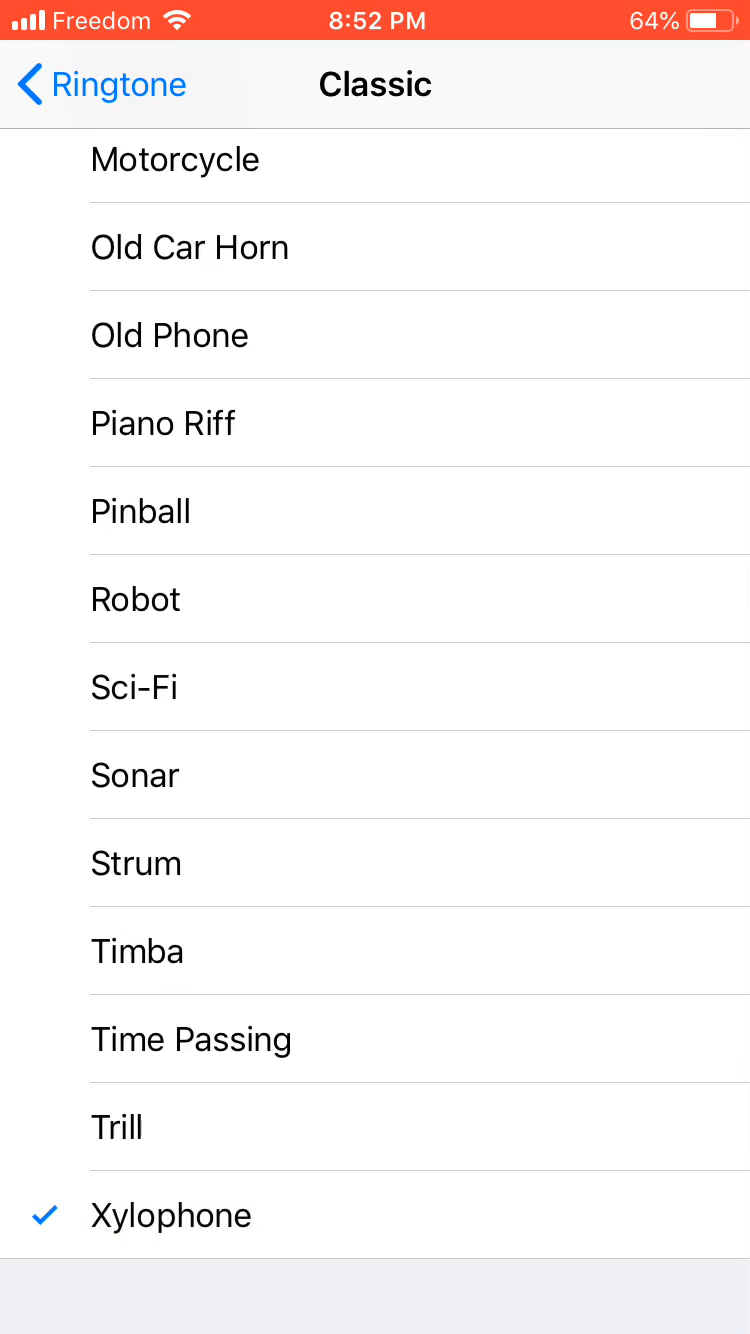 Freedom 8:52 PM 64%
Ringtone Classic
Motorcycle
Old Car Horn
Old Phone
Piano Riff
Pinball
Robot
Sci-Fi
Sonar
Strum
Timba
Time Passing
Trill
Xylophone